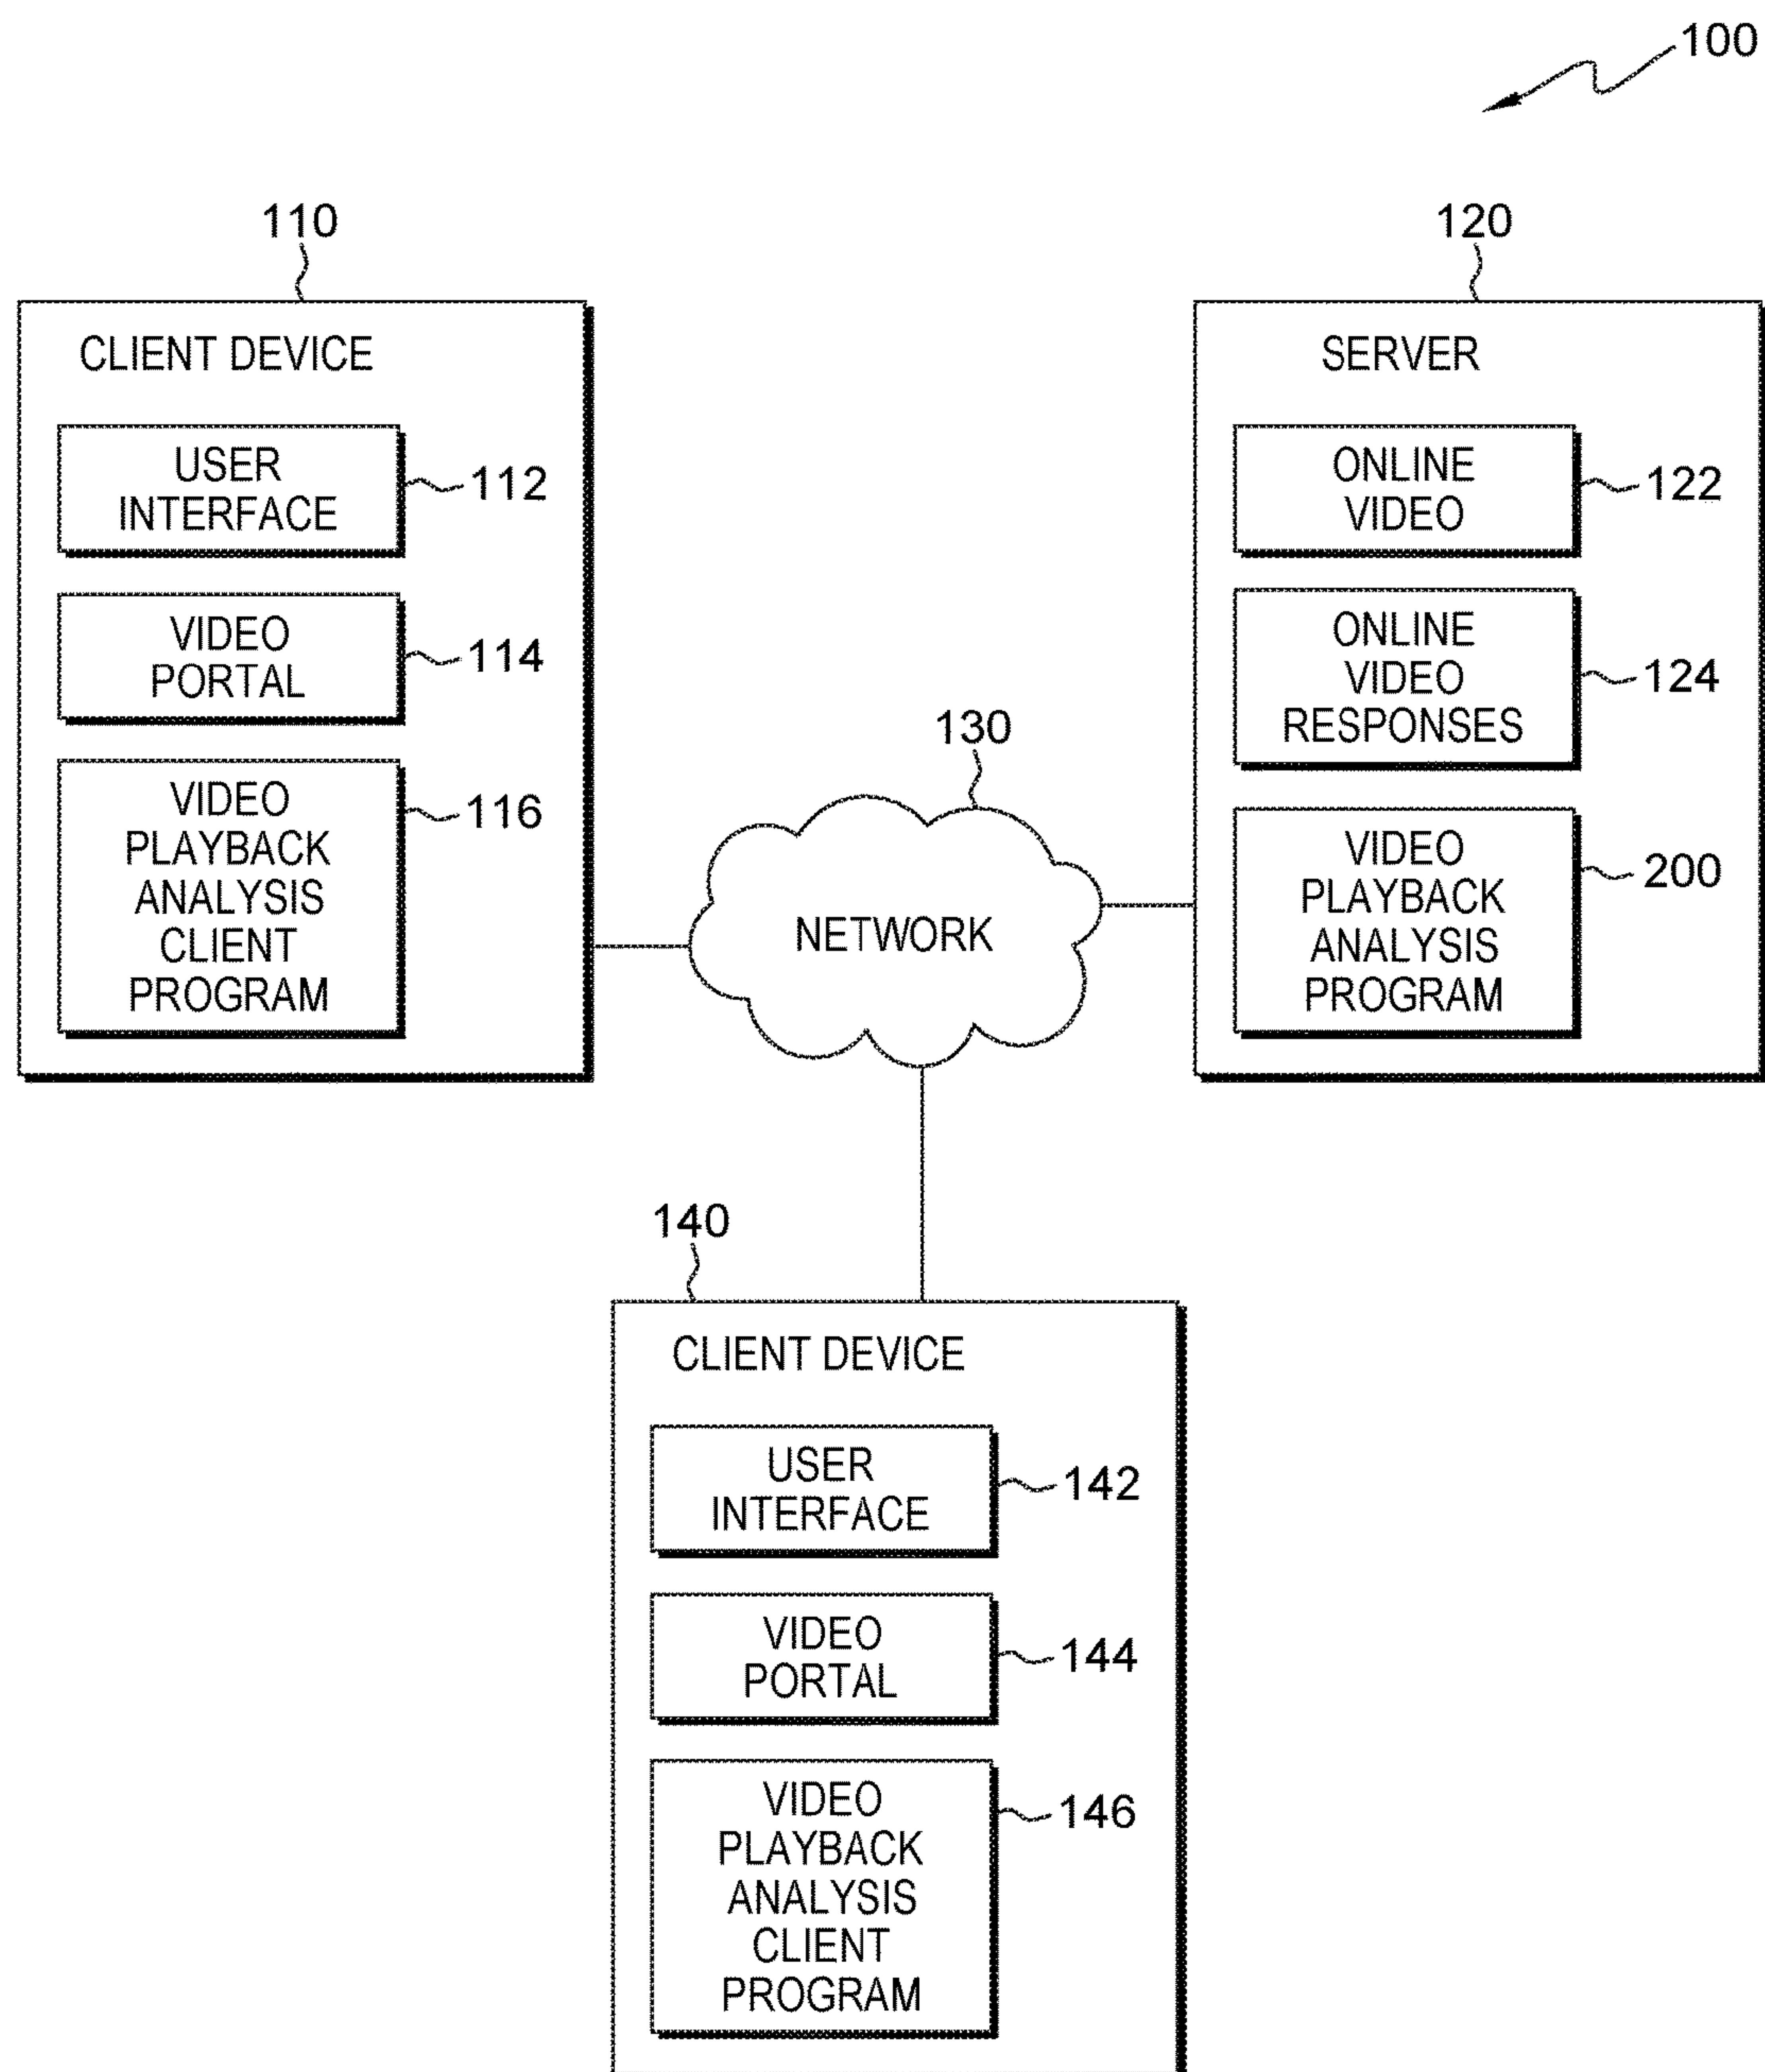 100
110
CLIENT DEVICE
USER
INTERFACE
112
VIDEO
PORTAL
114
VIDEO
PLAYBACK
ANALYSIS
CLIENT
PROGRAM
116
120
SERVER
ONLINE
VIDEO
122
ONLINE
VIDEO
RESPONSES
124
VIDEO
PLAYBACK
ANALYSIS
PROGRAM
200
130
NETWORK
140
CLIENT DEVICE
USER
INTERFACE
142
VIDEO
PORTAL
144
VIDEO
PLAYBACK
ANALYSIS
CLIENT
PROGRAM
146